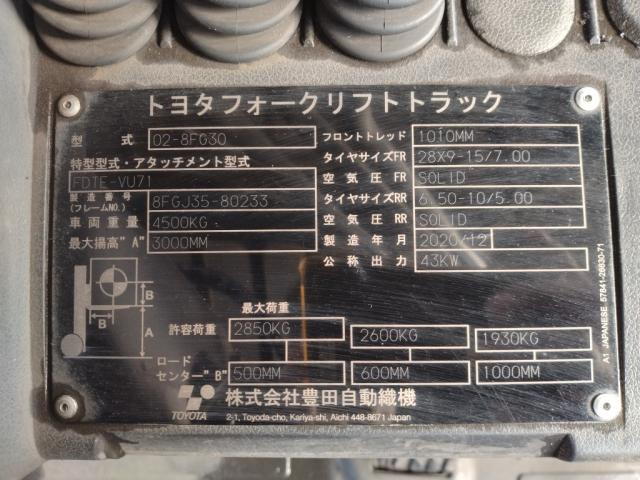 トヨタフォークリフトトラック
型 式 02-8FG30
特型型式・アタッチメント型式
FDTE-VU71
製造番号(フレームNO.) 8FGJ35-80233
車両重量 4500KG
最大揚高"A" 3000MM
フロントトレッド 1010MM
タイヤサイズFR 28X9-15/7.00
空気圧FR SOLID
タイヤサイズRR 6.50-10/5.00
空気圧RR SOLID
製造年月 2020/12
公称出力 43KW
B
B
A
最大荷重
許容荷重 2850KG 2600KG 1930KG
ロードセンター"B" 500MM 600MM 1000MM
TOYOTA
株式会社豊田自動織機
2-1, Toyoda-cho, Kariya-shi, Aichi 448-8671 Japan
A1 JAPANESE 57841-26630-71